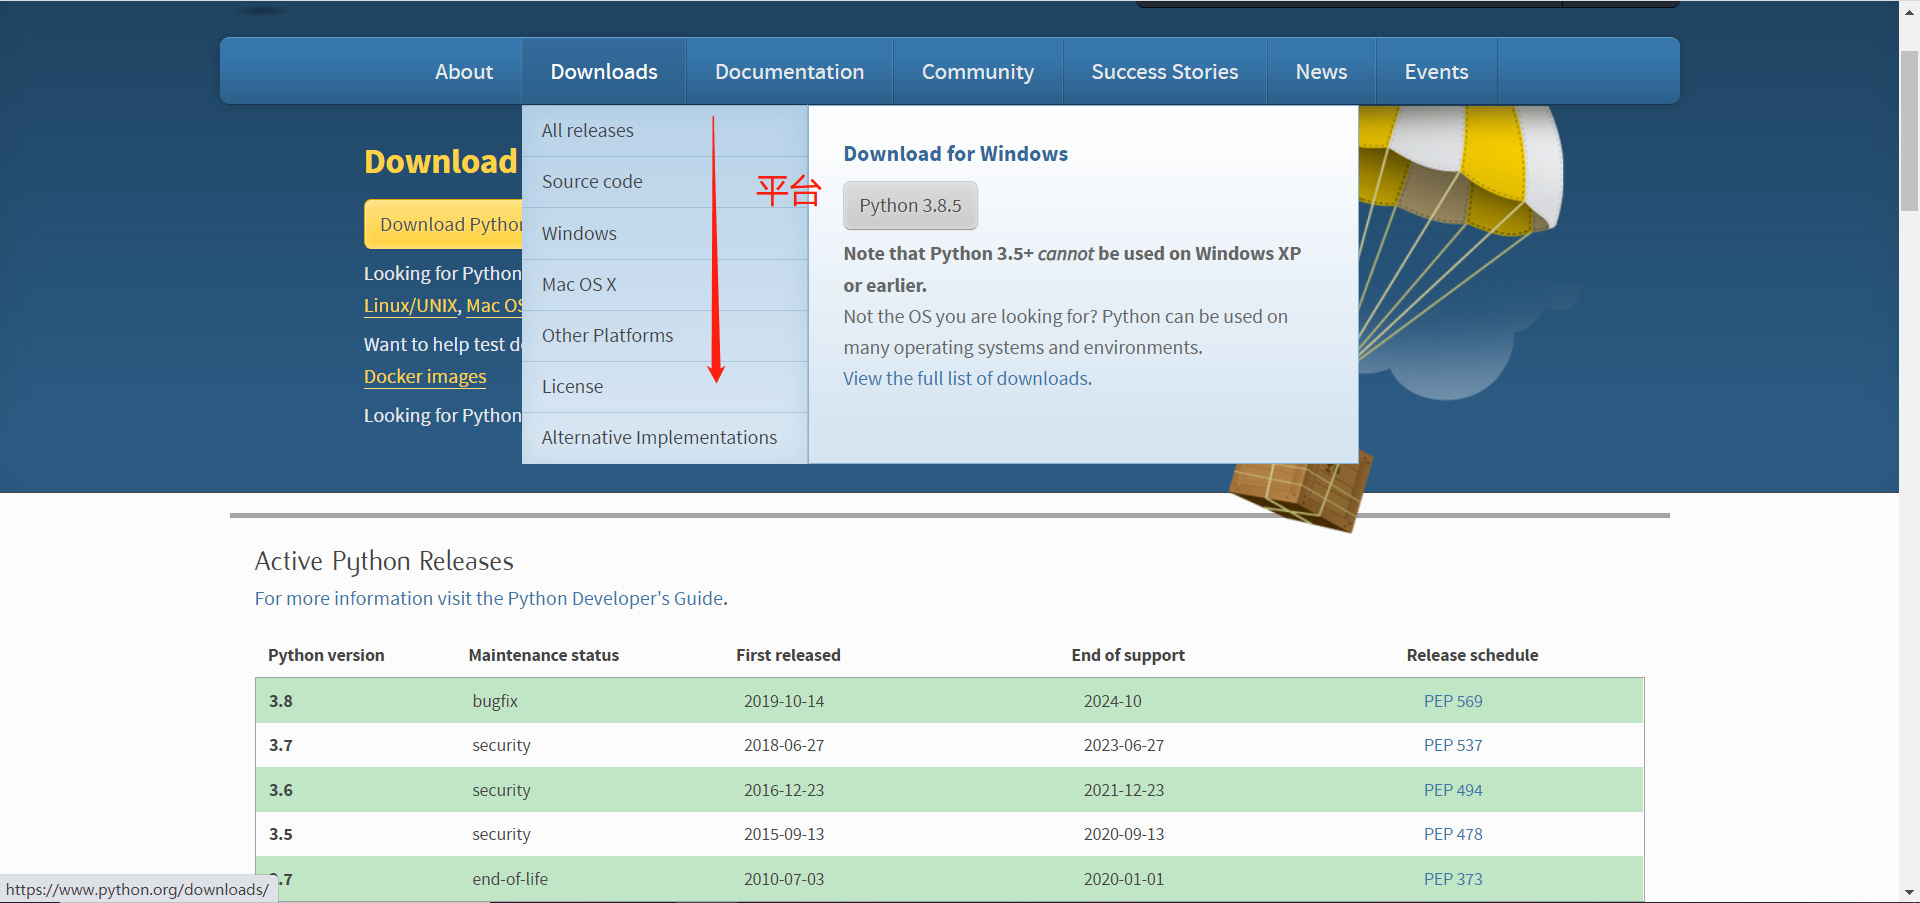 About Downloads Documentation Community Success Stories News Events
Download
Download Python
Looking for Python
Linux/UNIX, Mac OS
Want to help test de
Docker images
Looking for Python
All releases
Source code
Windows
Mac OS X
Other Platforms
License
Alternative Implementations
平台
Download for Windows
Python 3.8.5
Note that Python 3.5+ cannot be used on Windows XP
or earlier.
Not the OS you are looking for? Python can be used on
many operating systems and environments.
View the full list of downloads.
Active Python Releases
For more information visit the Python Developer's Guide.
Python version Maintenance status First released End of support Release schedule
3.8 bugfix 2019-10-14 2024-10 PEP 569
3.7 security 2018-06-27 2023-06-27 PEP 537
3.6 security 2016-12-23 2021-12-23 PEP 494
3.5 security 2015-09-13 2020-09-13 PEP 478
.7 end-of-life 2010-07-03 2020-01-01 PEP 373
https://www.python.org/downloads/